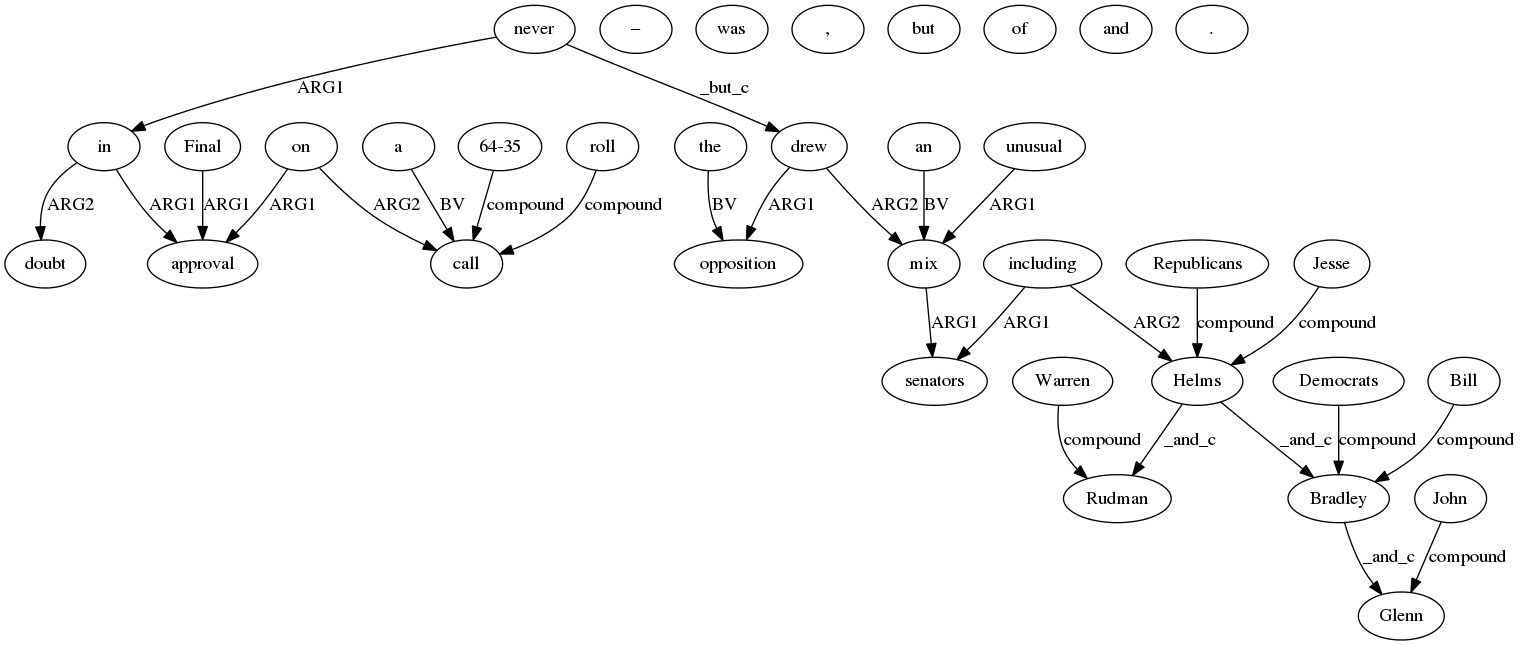 never – was , but of and .
ARG1 _but_c
in Final on a 64-35 roll the drew an unusual
ARG2 ARG1 ARG1 ARG1 ARG2 BV compound compound BV ARG1 ARG2 BV ARG1
doubt approval call opposition mix including Republicans Jesse
ARG1 ARG1 ARG2 compound compound
senators Warren Helms Democrats Bill
compound _and_c _and_c compound compound
Rudman Bradley John
_and_c compound
Glenn